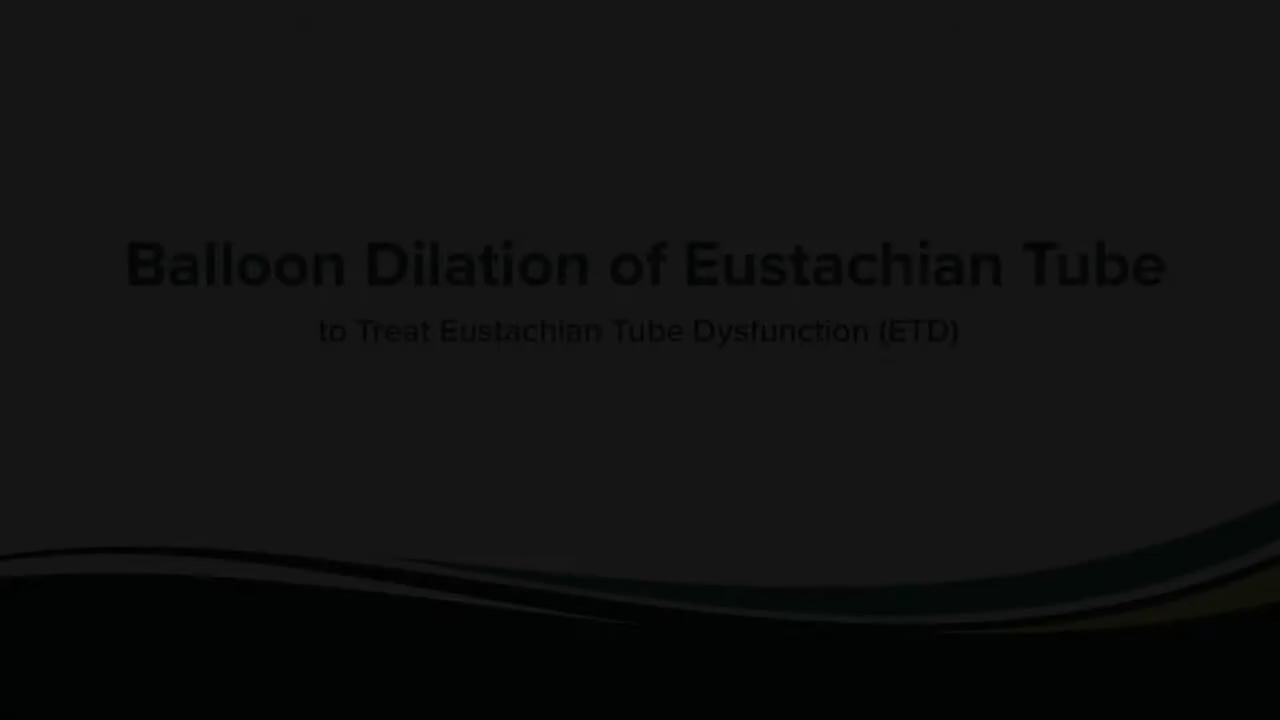 Balloon Dilation of Eustachian Tube
to Treat Eustachian Tube Dysfunction (ETD)